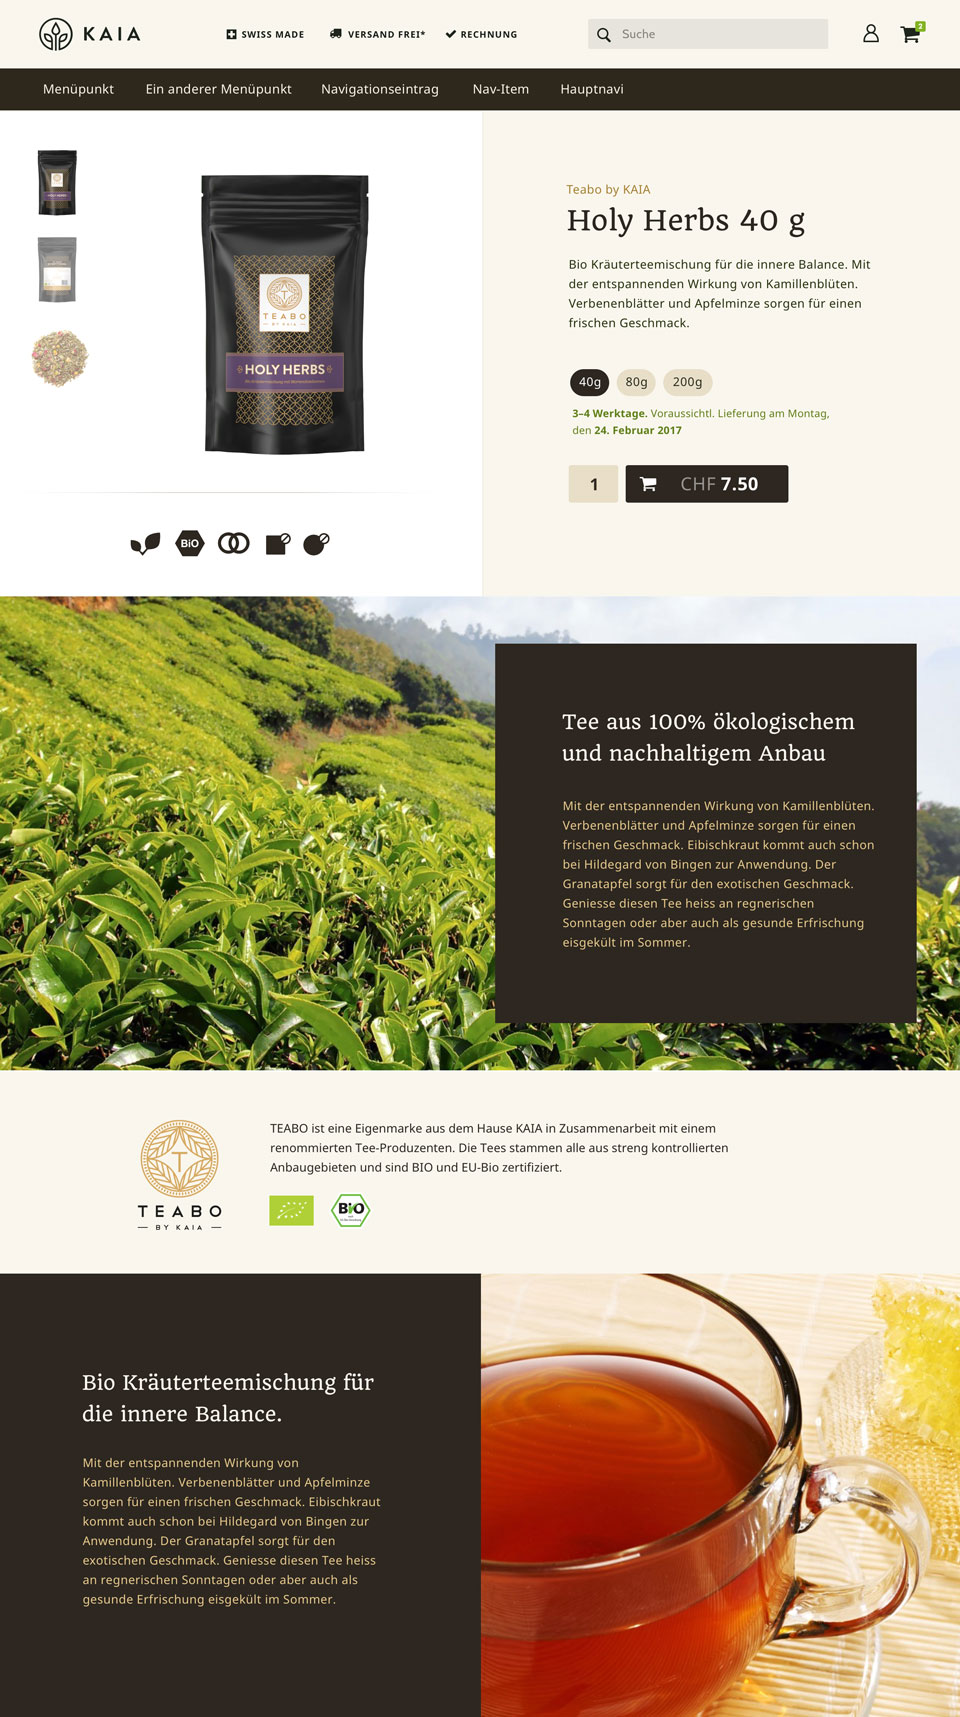 KAIA
SWISS MADE
VERSAND FREI*
RECHNUNG
Suche
2
Menüpunkt
Ein anderer Menüpunkt
Navigationseintrag
Nav-Item
Hauptnavi
TEABO
BY KAIA
HOLY HERBS
Teabo by KAIA
Holy Herbs 40 g
Bio Kräuterteemischung für die innere Balance. Mit
der entspannenden Wirkung von Kamillenblüten.
Verbenenblätter und Apfelminze sorgen für einen
frischen Geschmack.
40g
80g
200g
3–4 Werktage. Voraussichtl. Lieferung am Montag,
den 24. Februar 2017
1
CHF 7.50
BiO
Tee aus 100% ökologischem
und nachhaltigem Anbau
Mit der entspannenden Wirkung von Kamillenblüten.
Verbenenblätter und Apfelminze sorgen für einen
frischen Geschmack. Eibischkraut kommt auch schon
bei Hildegard von Bingen zur Anwendung. Der
Granatapfel sorgt für den exotischen Geschmack.
Geniesse diesen Tee heiss an regnerischen
Sonntagen oder aber auch als gesunde Erfrischung
eisgekült im Sommer.
T
TEABO
BY KAIA
TEABO ist eine Eigenmarke aus dem Hause KAIA in Zusammenarbeit mit einem
renommierten Tee-Produzenten. Die Tees stammen alle aus streng kontrollierten
Anbaugebieten und sind BIO und EU-Bio zertifiziert.
BiO
Bio Kräuterteemischung für
die innere Balance.
Mit der entspannenden Wirkung von
Kamillenblüten. Verbenenblätter und Apfelminze
sorgen für einen frischen Geschmack. Eibischkraut
kommt auch schon bei Hildegard von Bingen zur
Anwendung. Der Granatapfel sorgt für den
exotischen Geschmack. Geniesse diesen Tee heiss
an regnerischen Sonntagen oder aber auch als
gesunde Erfrischung eisgekült im Sommer.